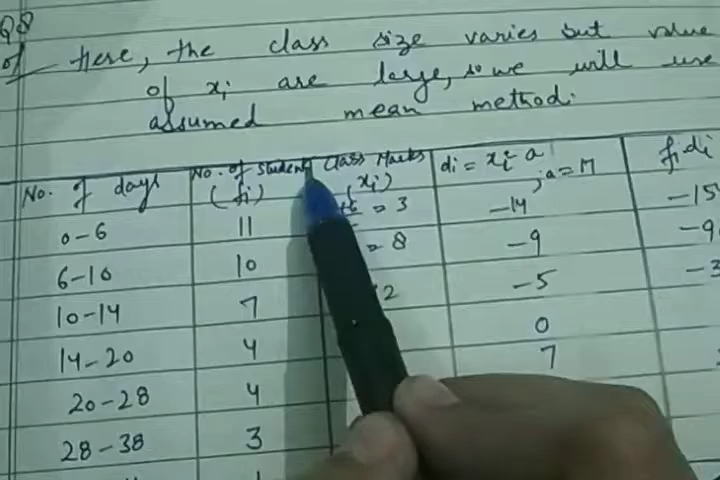 Q8
of Here, the class size varies but value
of xi are large, so we will use
assumed mean method.
No. of days No. of Student (fi) Class Marks (xi) di = xi - a ; a = 17 fidi
0-6 11 = 3 -14 -15
6-10 10 = 8 -9 -9
10-14 7 2 -5 -3
14-20 4 0
20-28 4 7
28-38 3